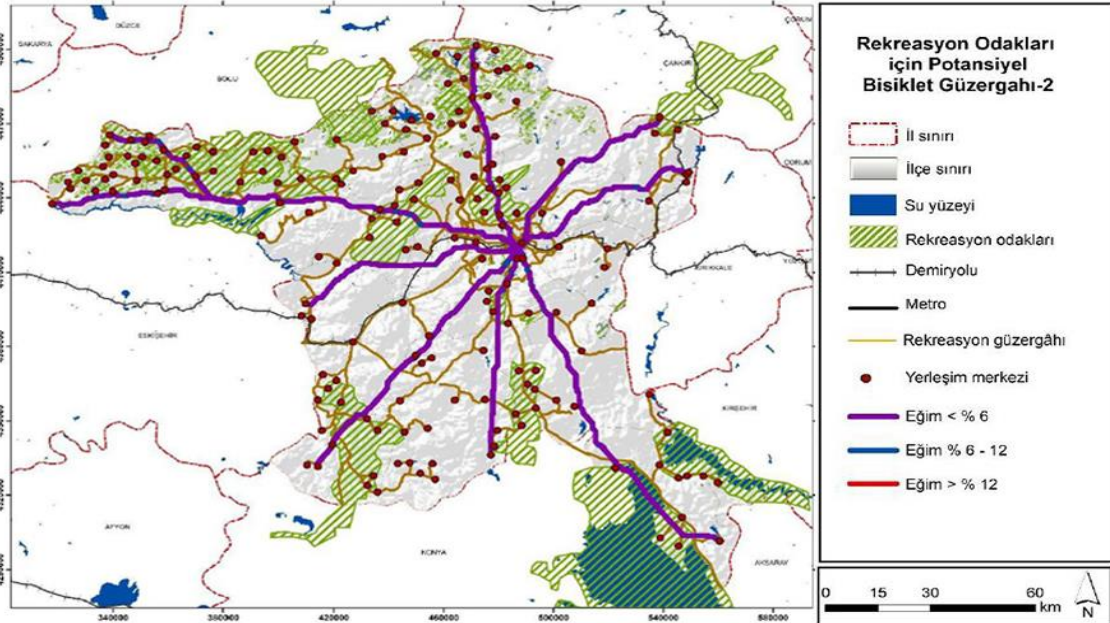 Rekreasyon Odakları
için Potansiyel
Bisiklet Güzergahı-2
İl sınırı
İlçe sınırı
Su yüzeyi
Rekreasyon odakları
Demiryolu
Metro
Rekreasyon güzergâhı
Yerleşim merkezi
Eğim < % 6
Eğim % 6 - 12
Eğim > % 12
0 15 30 60
km
N
DÜZCE
SAKARYA
BOLU
ÇANKIRI
ÇORUM
ÇORUM
KIRIKKALE
ESKİŞEHİR
KIRŞEHİR
AFYON
KONYA
AKSARAY
340000 380000 420000 460000 500000 540000 580000